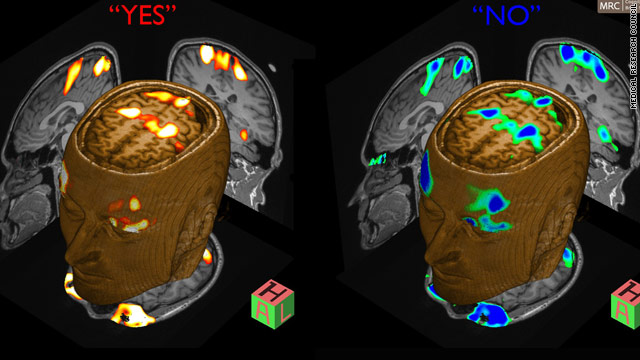 "YES"
"NO"
MRC
MEDICAL RESEARCH COUNCIL
H
A L
H
A